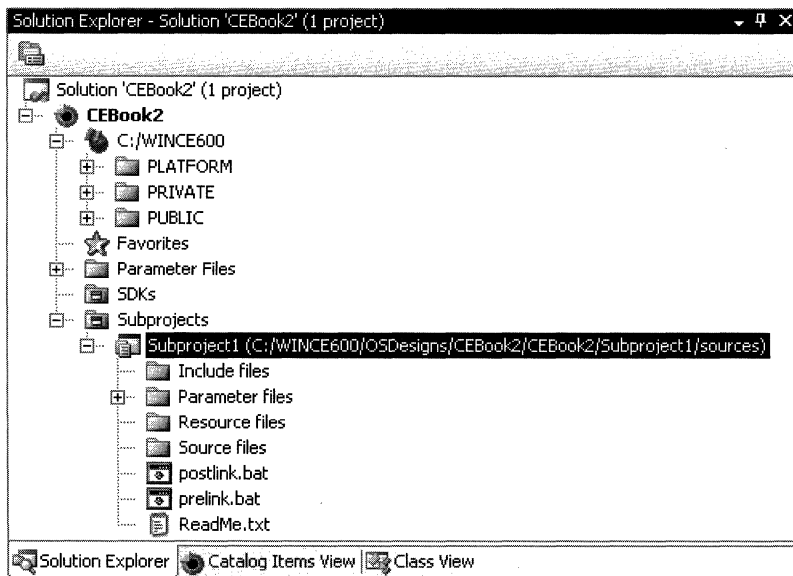 Solution Explorer - Solution 'CEBook2' (1 project)
Solution 'CEBook2' (1 project)
CEBook2
C:/WINCE600
PLATFORM
PRIVATE
PUBLIC
Favorites
Parameter Files
SDKs
Subprojects
Subproject1 (C:/WINCE600/OSDesigns/CEBook2/CEBook2/Subproject1/sources)
Include files
Parameter files
Resource files
Source files
postlink.bat
prelink.bat
ReadMe.txt
Solution Explorer Catalog Items View Class View